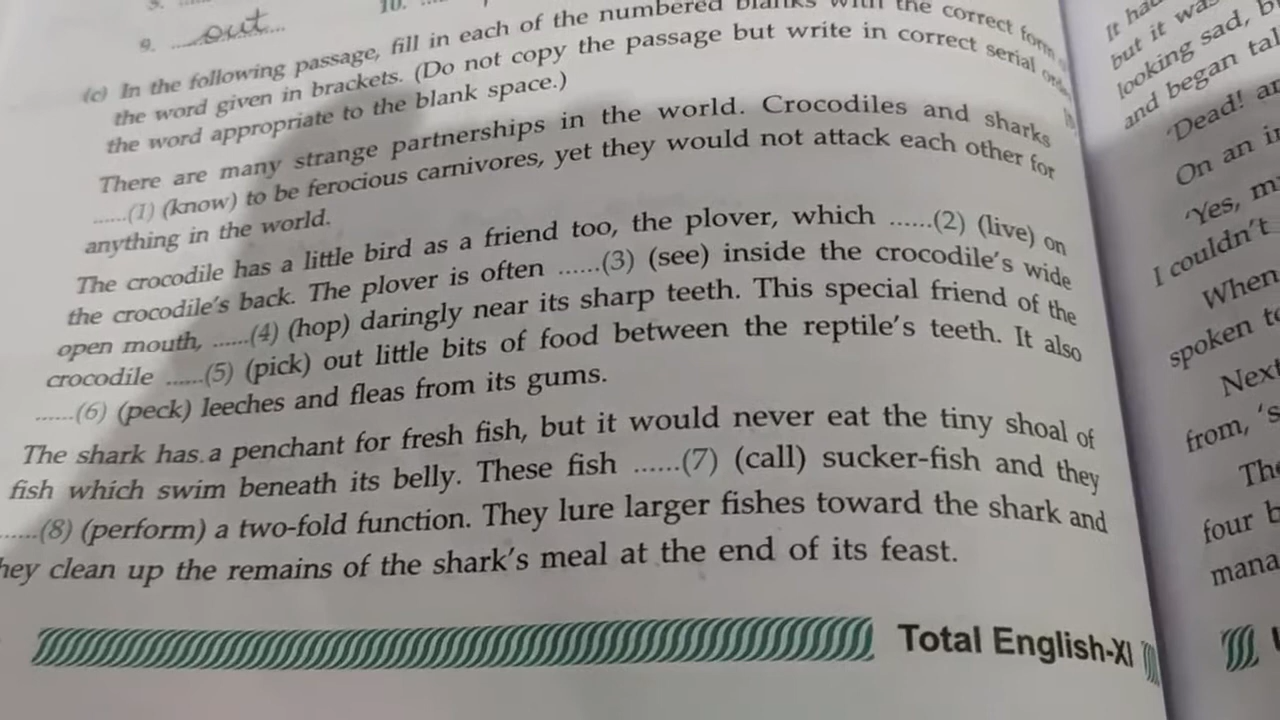 9. ......out......
10. ....
(c) In the following passage, fill in each of the numbered blanks with the correct form
the word given in brackets. (Do not copy the passage but write in correct serial
the word appropriate to the blank space.)
There are many strange partnerships in the world. Crocodiles and sharks
......(1) (know) to be ferocious carnivores, yet they would not attack each other for
anything in the world.
The crocodile has a little bird as a friend too, the plover, which ......(2) (live) on
the crocodile's back. The plover is often ......(3) (see) inside the crocodile's wide
open mouth, ......(4) (hop) daringly near its sharp teeth. This special friend of the
crocodile ......(5) (pick) out little bits of food between the reptile's teeth. It also
......(6) (peck) leeches and fleas from its gums.
The shark has a penchant for fresh fish, but it would never eat the tiny shoal of
fish which swim beneath its belly. These fish ......(7) (call) sucker-fish and they
......(8) (perform) a two-fold function. They lure larger fishes toward the shark and
hey clean up the remains of the shark's meal at the end of its feast.
Total English-XI
It had
but it was
looking sad, b
and began tal
'Dead! an
On an i
'Yes, m
I couldn't
When
spoken to
Next
from, 's
The
four b
mana